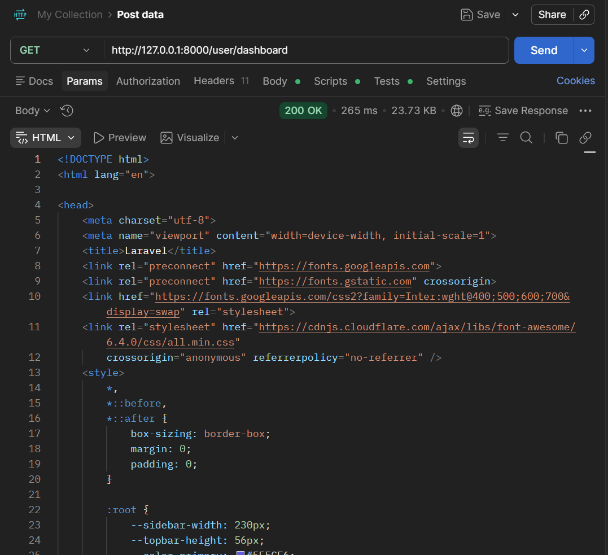 HTTP My Collection > Post data Save Share
GET http://127.0.0.1:8000/user/dashboard Send
Docs Params Authorization Headers 11 Body Scripts Tests Settings Cookies
Body 200 OK 265 ms 23.73 KB e.g. Save Response
HTML Preview Visualize
1 <!DOCTYPE html>
2 <html lang="en">
3
4 <head>
5 <meta charset="utf-8">
6 <meta name="viewport" content="width=device-width, initial-scale=1">
7 <title>Laravel</title>
8 <link rel="preconnect" href="https://fonts.googleapis.com">
9 <link rel="preconnect" href="https://fonts.gstatic.com" crossorigin>
10 <link href="https://fonts.googleapis.com/css2?family=Inter:wght@400;500;600;700&
display=swap" rel="stylesheet">
11 <link rel="stylesheet" href="https://cdnjs.cloudflare.com/ajax/libs/font-awesome/
6.4.0/css/all.min.css"
12 crossorigin="anonymous" referrerpolicy="no-referrer" />
13 <style>
14 *,
15 *::before,
16 *::after {
17 box-sizing: border-box;
18 margin: 0;
19 padding: 0;
20 }
21
22 :root {
23 --sidebar-width: 230px;
24 --topbar-height: 56px;